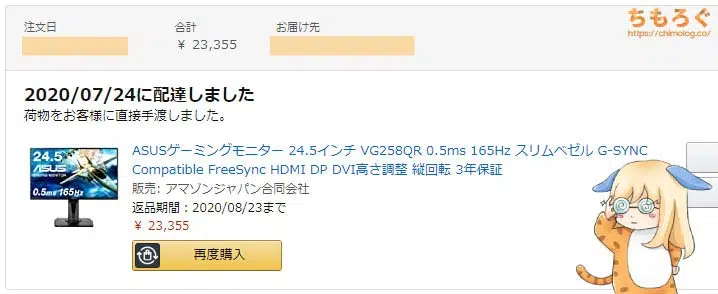 ちもろぐ
https://chimolog.co/
注文日 合計 お届け先
¥ 23,355
2020/07/24に配達しました
荷物をお客様に直接手渡しました。
24.5
ASUS
0.5ms 165Hz
ASUSゲーミングモニター 24.5インチ VG258QR 0.5ms 165Hz スリムベゼル G-SYNC
Compatible FreeSync HDMI DP DVI高さ調整 縦回転 3年保証
販売: アマゾンジャパン合同会社
返品期間：2020/08/23まで
¥ 23,355
再度購入